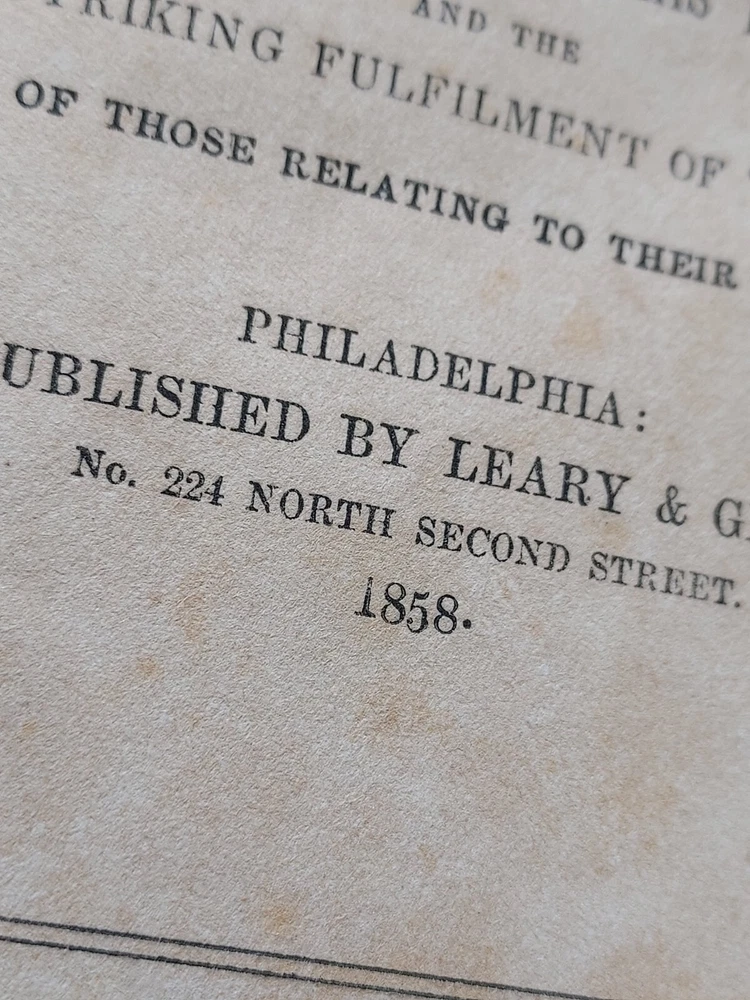 AND THE
STRIKING FULFILMENT OF
OF THOSE RELATING TO THEIR
PHILADELPHIA:
PUBLISHED BY LEARY & G
No. 224 NORTH SECOND STREET.
1858.